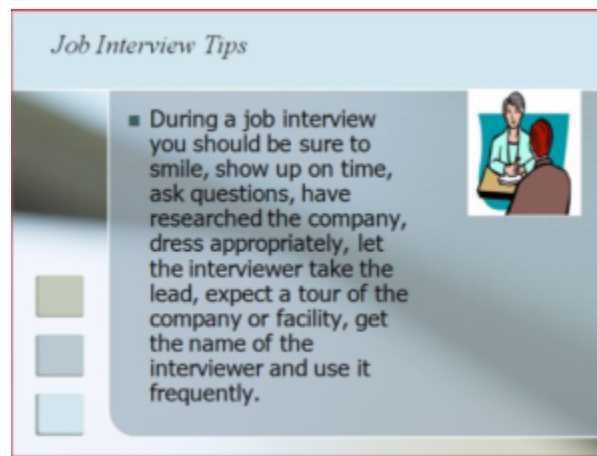 Job Interview Tips
During a job interview
you should be sure to
smile, show up on time,
ask questions, have
researched the company,
dress appropriately, let
the interviewer take the
lead, expect a tour of the
company or facility, get
the name of the
interviewer and use it
frequently.